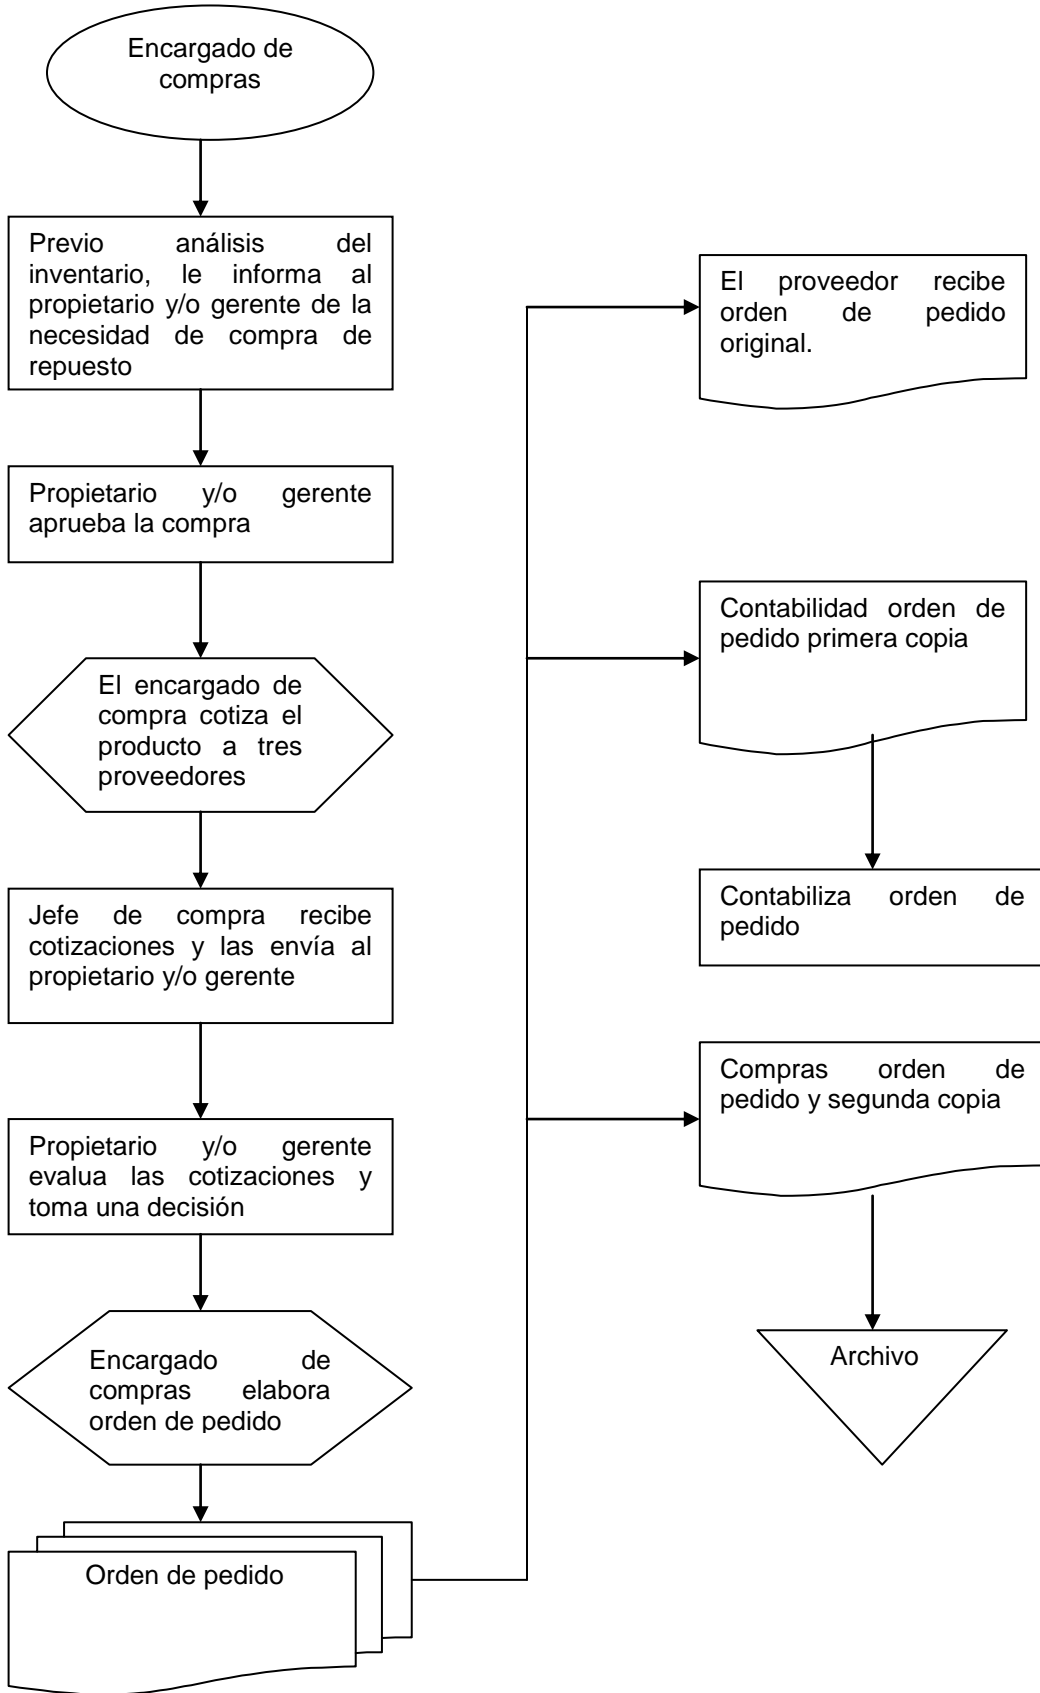 Encargado de
compras
Previo análisis del
inventario, le informa al
propietario y/o gerente de la
necesidad de compra de
repuesto
Propietario y/o gerente
aprueba la compra
El encargado de
compra cotiza el
producto a tres
proveedores
Jefe de compra recibe
cotizaciones y las envía al
propietario y/o gerente
Propietario y/o gerente
evalua las cotizaciones y
toma una decisión
Encargado de
compras elabora
orden de pedido
Orden de pedido
El proveedor recibe
orden de pedido
original.
Contabilidad orden de
pedido primera copia
Contabiliza orden de
pedido
Compras orden de
pedido y segunda copia
Archivo